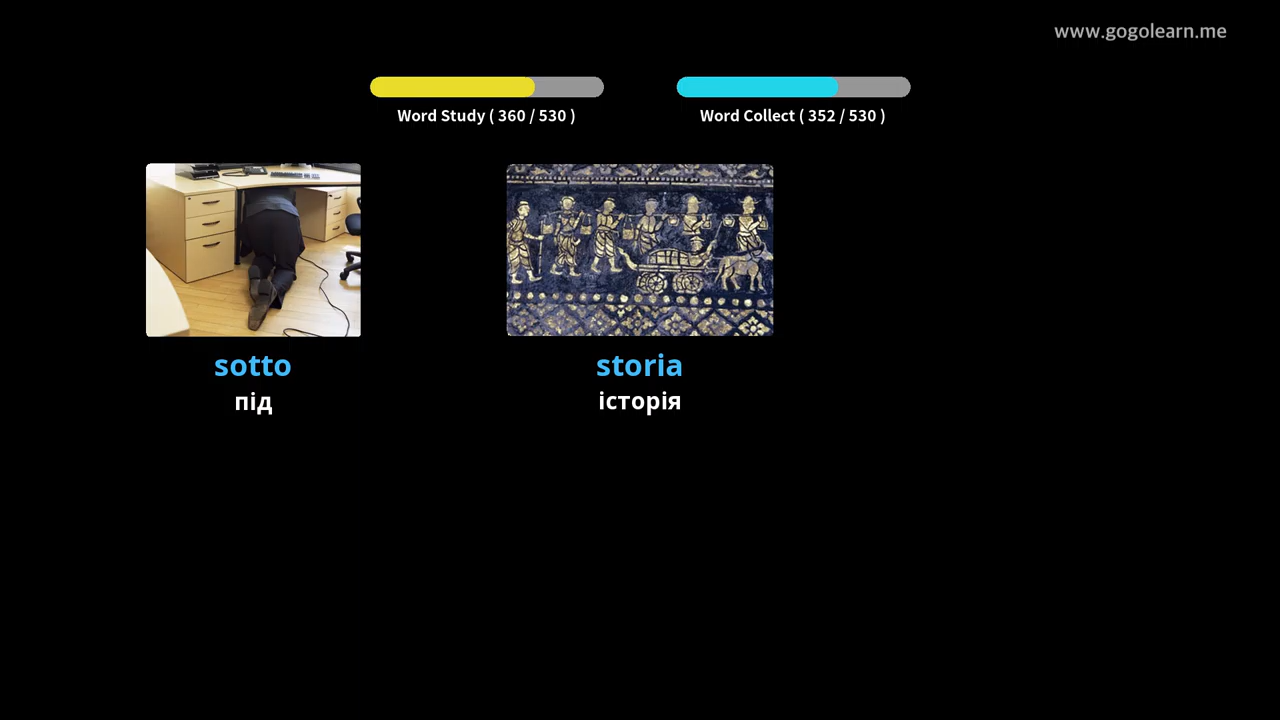 www.gogolearn.me
Word Study ( 360 / 530 )
Word Collect ( 352 / 530 )
sotto
під
storia
історія